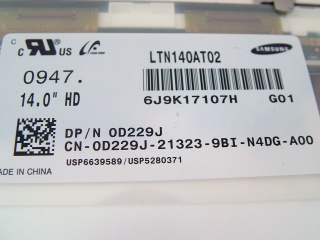 c RU US
LTN140AT02
SAMSUNG
0947.
14.0" HD
6J9K17107H G01
DP/N 0D229J
CN-0D229J-21323-9BI-N4DG-A00
USP6639589/USP5280371
ADE IN CHINA